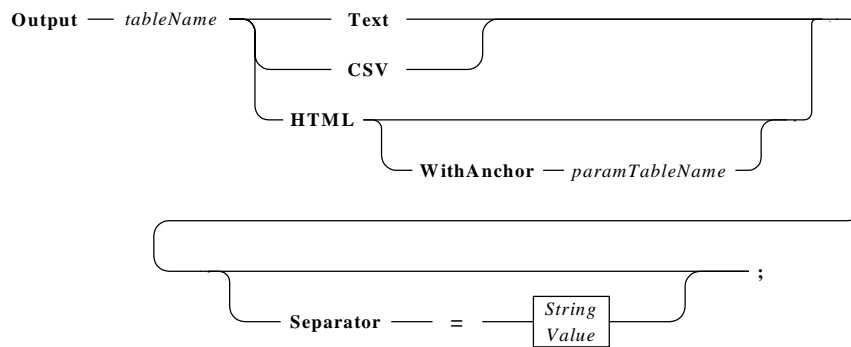 Output tableName Text
CSV
HTML
WithAnchor paramTableName
;
Separator = String
Value